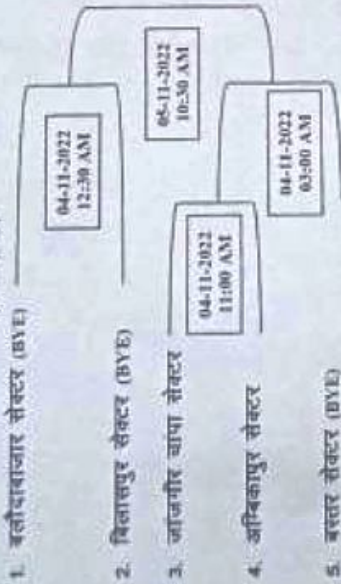 1. बलौदाबाजार सेक्टर (BYE)
04-11-2022
12:30 AM
2. बिलासपुर सेक्टर (BYE)
05-11-2022
10:30 AM
3. जांजगीर चांपा सेक्टर
04-11-2022
11:00 AM
4. अम्बिकापुर सेक्टर
04-11-2022
03:00 AM
5. बस्तर सेक्टर (BYE)